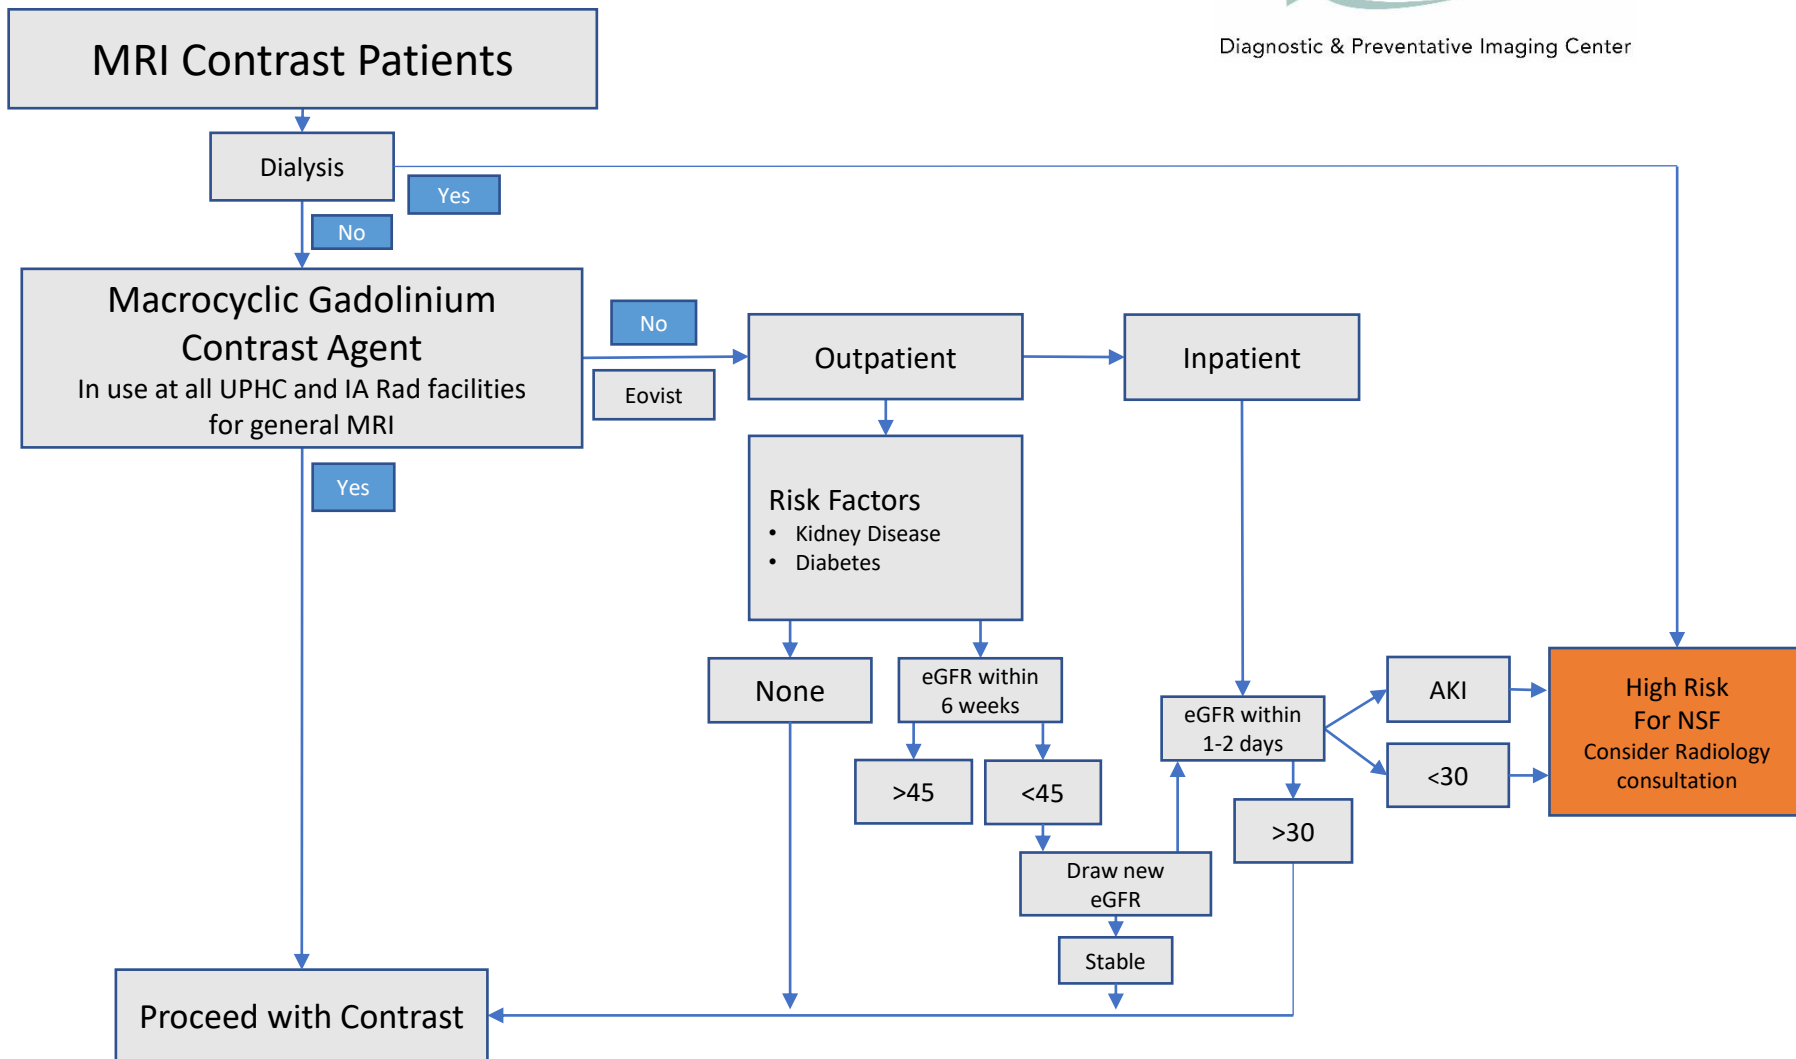 Diagnostic & Preventative Imaging Center
MRI Contrast Patients
Dialysis
Yes
No
Macrocyclic Gadolinium
Contrast Agent
In use at all UPHC and IA Rad facilities
for general MRI
No
Eovist
Outpatient
Inpatient
Yes
Risk Factors
• Kidney Disease
• Diabetes
None
eGFR within
6 weeks
>45
<45
Draw new
eGFR
Stable
eGFR within
1-2 days
>30
AKI
<30
High Risk
For NSF
Consider Radiology
consultation
Proceed with Contrast